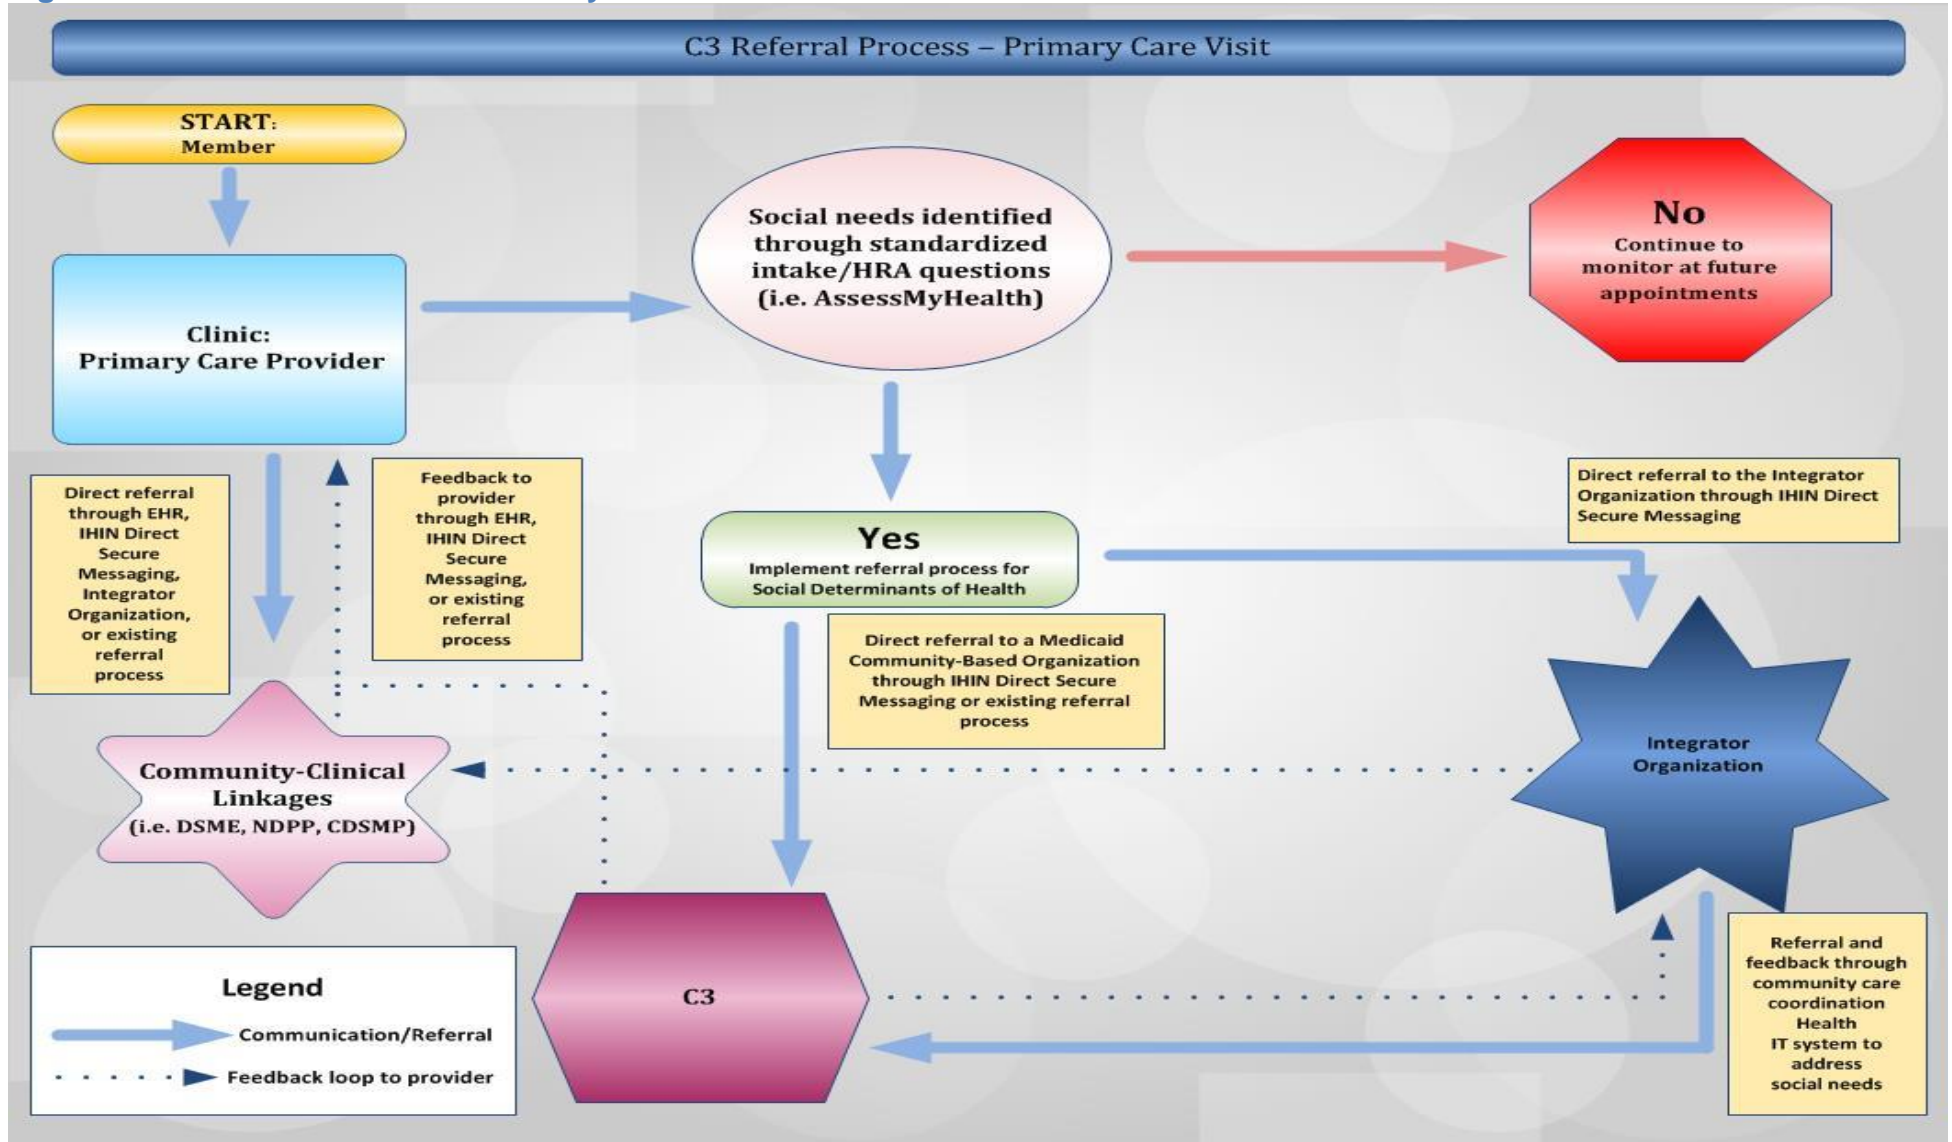 C3 Referral Process – Primary Care Visit
START:
Member
Clinic:
Primary Care Provider
Social needs identified
through standardized
intake/HRA questions
(i.e. AssessMyHealth)
No
Continue to
monitor at future
appointments
Direct referral
through EHR,
IHIN Direct
Secure
Messaging,
Integrator
Organization,
or existing
referral
process
Feedback to
provider
through EHR,
IHIN Direct
Secure
Messaging,
or existing
referral
process
Yes
Implement referral process for
Social Determinants of Health
Direct referral to the Integrator
Organization through IHIN Direct
Secure Messaging
Direct referral to a Medicaid
Community-Based Organization
through IHIN Direct Secure
Messaging or existing referral
process
Integrator
Organization
Community-Clinical
Linkages
(i.e. DSME, NDPP, CDSMP)
C3
Referral and
feedback through
community care
coordination
Health
IT system to
address
social needs
Legend
Communication/Referral
Feedback loop to provider